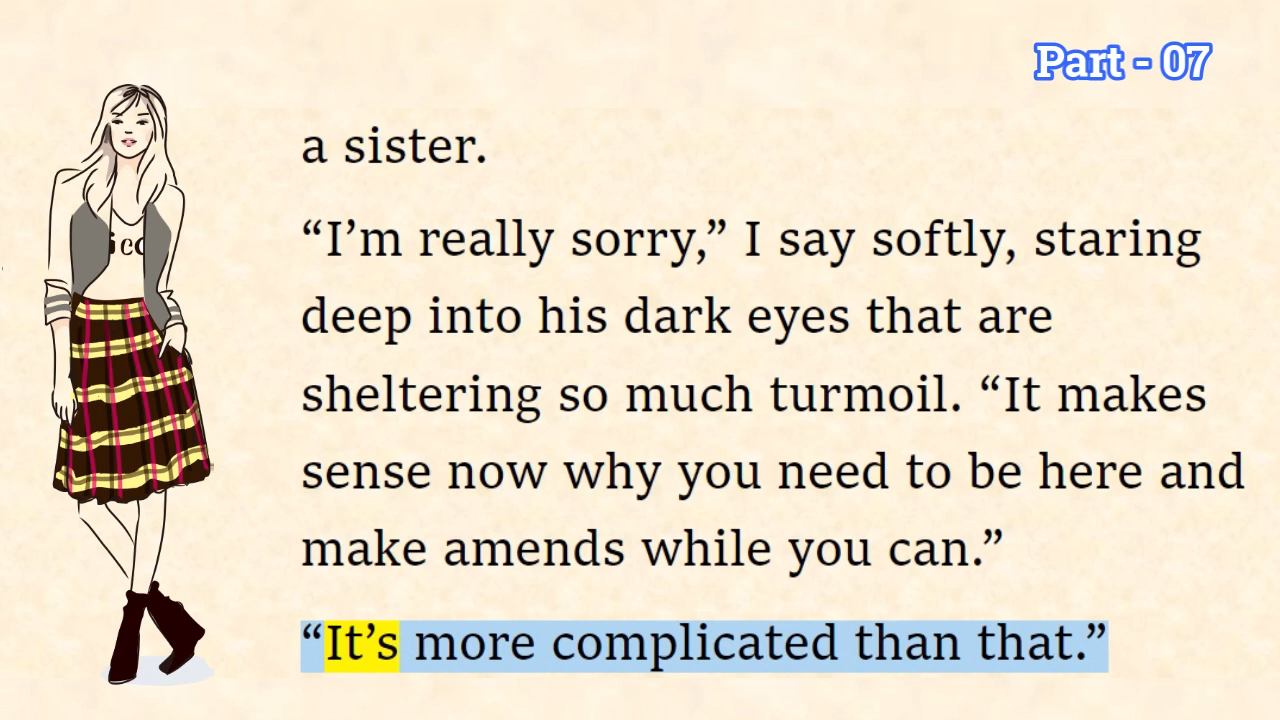 Part - 07
a sister.
“I’m really sorry,” I say softly, staring
deep into his dark eyes that are
sheltering so much turmoil. “It makes
sense now why you need to be here and
make amends while you can.”
“It’s more complicated than that.”